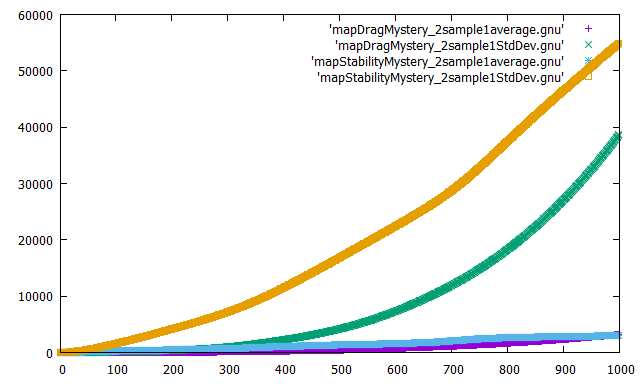 60000
'mapDragMystery_2sample1average.gnu'
'mapDragMystery_2sample1StdDev.gnu'
'mapStabilityMystery_2sample1average.gnu'
'mapStabilityMystery_2sample1StdDev.gnu'
50000
40000
30000
20000
10000
0
0 100 200 300 400 500 600 700 800 900 1000